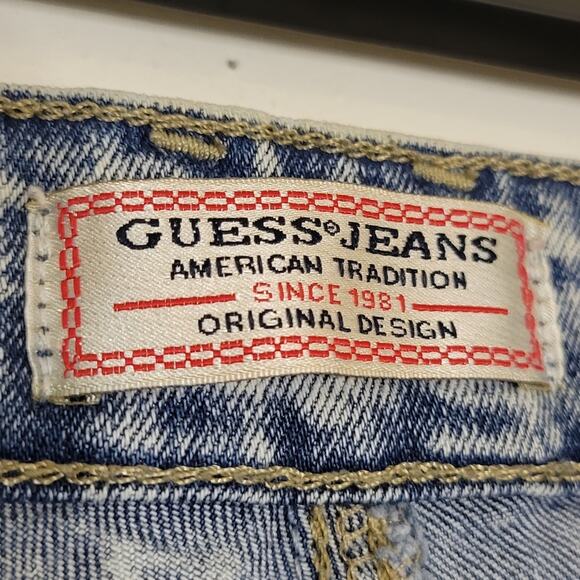 GUESS® JEANS
AMERICAN TRADITION
SINCE 1981
ORIGINAL DESIGN